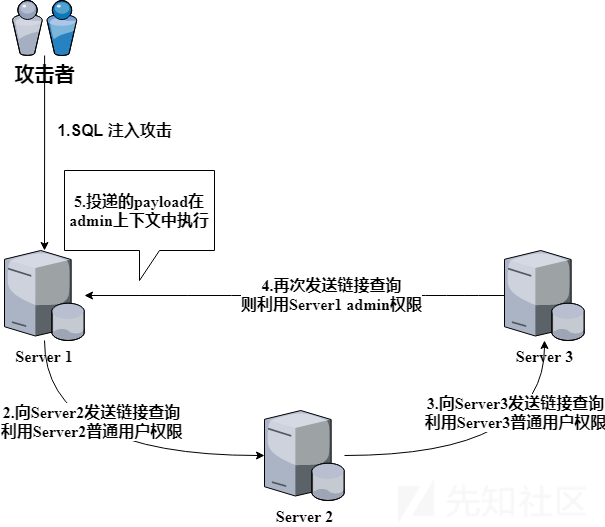 攻击者
1.SQL 注入攻击
5.投递的payload在
admin上下文中执行
4.再次发送链接查询
则利用Server1 admin权限
Server 1
Server 3
2.向Server2发送链接查询
利用Server2普通用户权限
3.向Server3发送链接查询
利用Server3普通用户权限
Server 2
先知社区